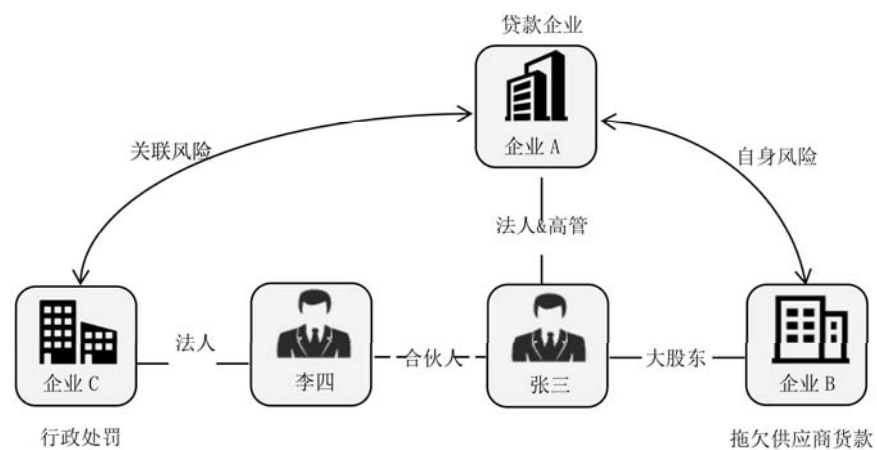 贷款企业
企业 A
关联风险
自身风险
法人&高管
法人
合伙人
大股东
企业 C
李四
张三
企业 B
行政处罚
拖欠供应商货款